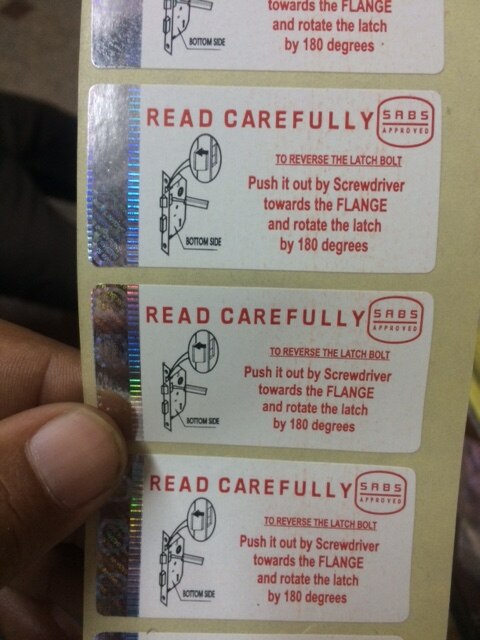 towards the FLANGE
and rotate the latch
by 180 degrees
BOTTOM SIDE
READ CAREFULLY
SABS
APPROVED
TO REVERSE THE LATCH BOLT
Push it out by Screwdriver
towards the FLANGE
and rotate the latch
by 180 degrees
BOTTOM SIDE
READ CAREFULLY
SABS
APPROVED
TO REVERSE THE LATCH BOLT
Push it out by Screwdriver
towards the FLANGE
and rotate the latch
by 180 degrees
BOTTOM SIDE
READ CAREFULLY
SABS
APPROVED
TO REVERSE THE LATCH BOLT
Push it out by Screwdriver
towards the FLANGE
and rotate the latch
by 180 degrees
BOTTOM SIDE